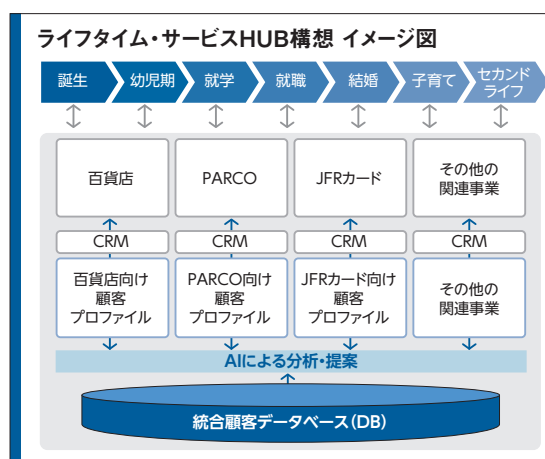 ライフタイム・サービスHUB構想 イメージ図
誕生
幼児期
就学
就職
結婚
子育て
セカンド
ライフ
百貨店
PARCO
JFRカード
その他の
関連事業
CRM
CRM
CRM
CRM
百貨店向け
顧客
プロファイル
PARCO向け
顧客
プロファイル
JFRカード向け
顧客
プロファイル
その他の
関連事業
AIによる分析・提案
統合顧客データベース(DB)